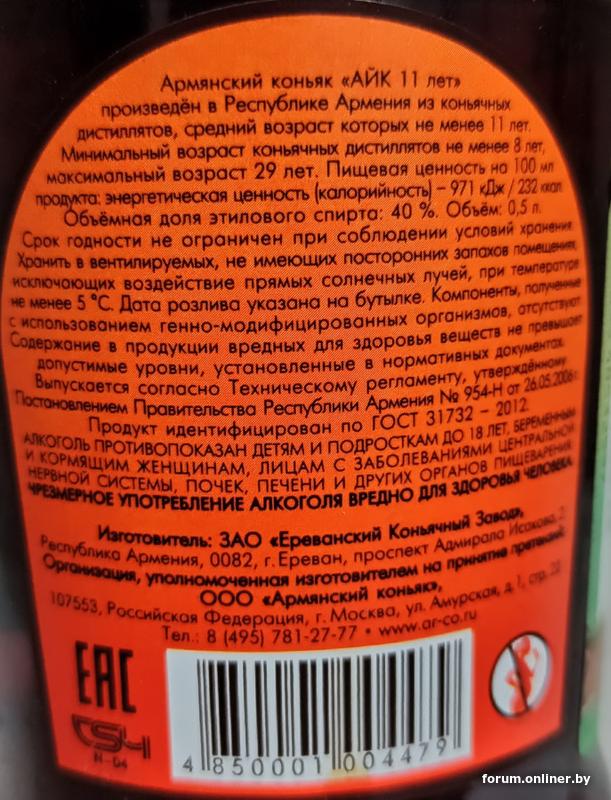 Армянский коньяк «АЙК 11 лет»
произведён в Республике Армения из коньячных
дистиллятов, средний возраст которых не менее 11 лет.
Минимальный возраст коньячных дистиллятов не менее 8 лет,
максимальный возраст 29 лет. Пищевая ценность на 100 мл
продукта: энергетическая ценность (калорийность) – 971 кДж / 232 ккал.
Объёмная доля этилового спирта: 40 %. Объём: 0,5 л.
Срок годности не ограничен при соблюдении условий хранения.
Хранить в вентилируемых, не имеющих посторонних запахов помещениях,
исключающих воздействие прямых солнечных лучей, при температуре
не менее 5 °С. Дата розлива указана на бутылке. Компоненты, полученные
с использованием генно-модифицированных организмов, отсутствуют.
Содержание в продукции вредных для здоровья веществ не превышает
допустимые уровни, установленные в нормативных документах.
Выпускается согласно Техническому регламенту, утверждённому
Постановлением Правительства Республики Армения № 954-Н от 26.05.2006 г.
Продукт идентифицирован по ГОСТ 31732 – 2012.
АЛКОГОЛЬ ПРОТИВОПОКАЗАН ДЕТЯМ И ПОДРОСТКАМ ДО 18 ЛЕТ, БЕРЕМЕННЫМ
И КОРМЯЩИМ ЖЕНЩИНАМ, ЛИЦАМ С ЗАБОЛЕВАНИЯМИ ЦЕНТРАЛЬНОЙ
НЕРВНОЙ СИСТЕМЫ, ПОЧЕК, ПЕЧЕНИ И ДРУГИХ ОРГАНОВ ПИЩЕВАРЕНИЯ.
ЧРЕЗМЕРНОЕ УПОТРЕБЛЕНИЕ АЛКОГОЛЯ ВРЕДНО ДЛЯ ЗДОРОВЬЯ ЧЕЛОВЕКА.
Изготовитель: ЗАО «Ереванский Коньячный Завод»,
Республика Армения, 0082, г. Ереван, проспект Адмирала Исакова, 2.
Организация, уполномоченная изготовителем на принятие претензий:
ООО «Армянский коньяк»,
107553, Российская Федерация, г. Москва, ул. Амурская, д.1, стр.
Тел.: 8 (495) 781-27-77 • www.ar-co.ru
EAC
N-04
4 850001 004479
forum.onliner.by